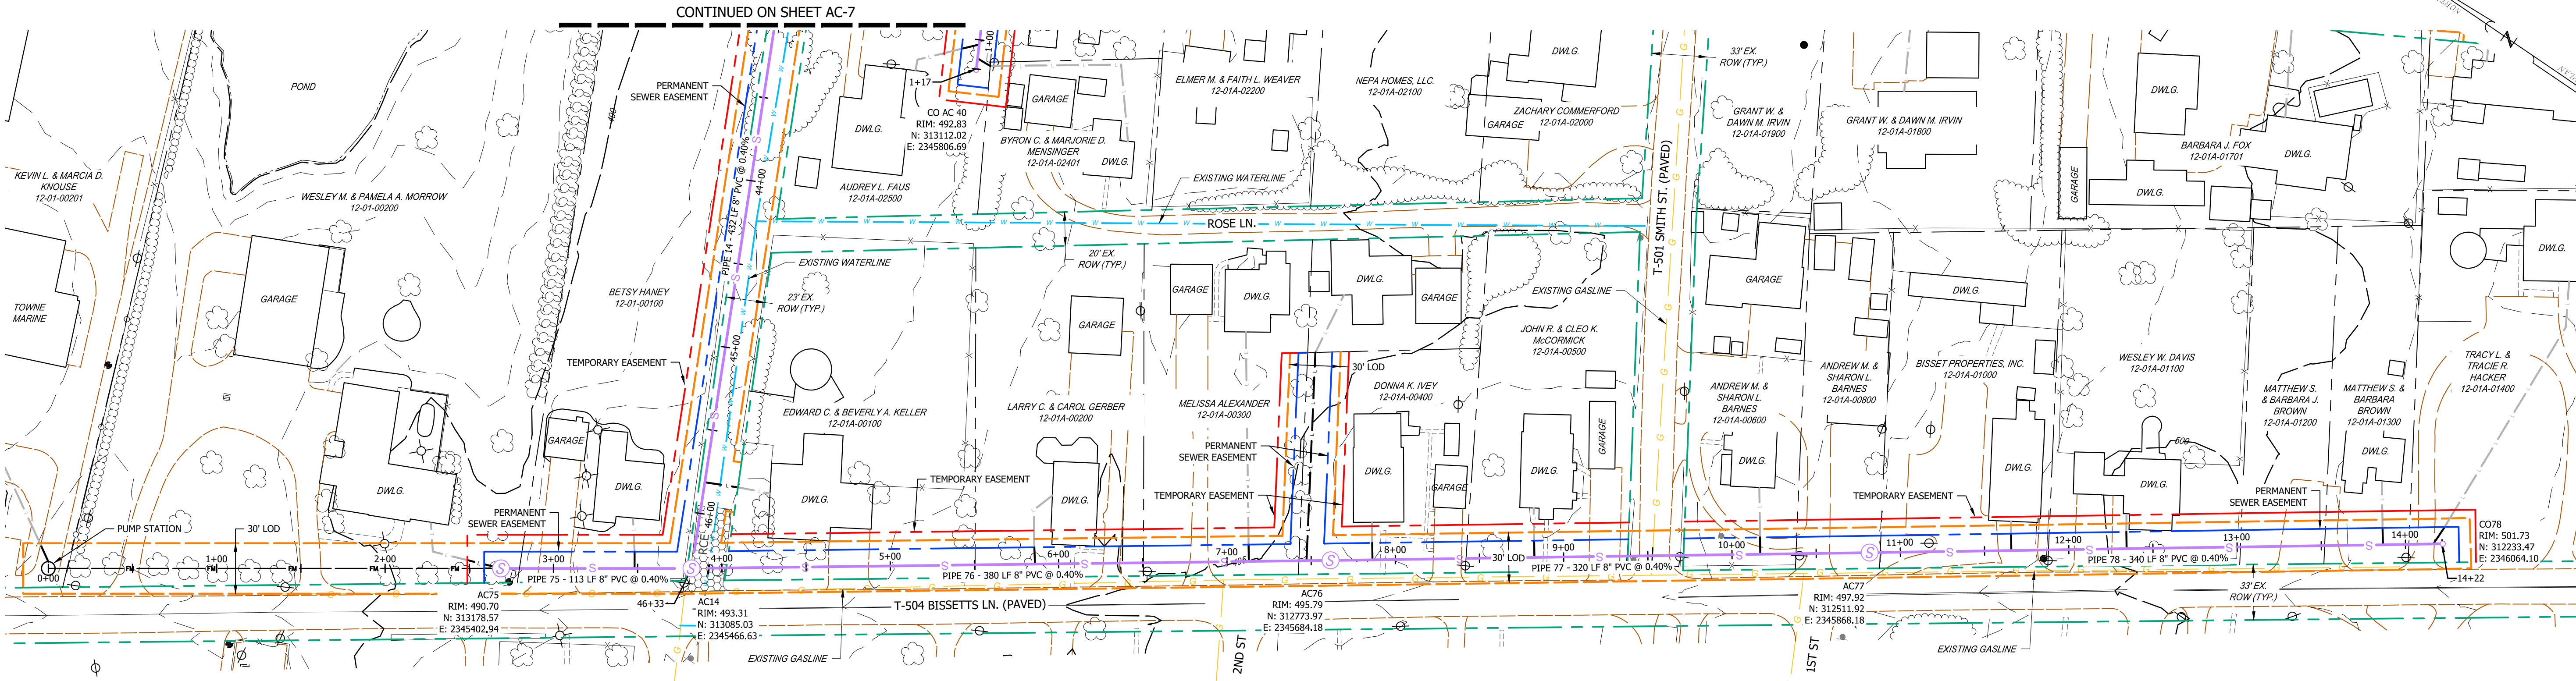 CONTINUED ON SHEET AC-7
POND
KEVIN L. & MARCIA D.
KNOUSE
12-01-00201
WESLEY M. & PAMELA A. MORROW
12-01-00200
TOWNE
MARINE
GARAGE
490
PERMANENT
SEWER EASEMENT
BETSY HANEY
12-01-00100
TEMPORARY EASEMENT
PIPE 14 - 432 LF 8" PVC @ 0.40%
44+00
45+00
46+00
23' EX.
ROW (TYP.)
EXISTING WATERLINE
DWLG.
AUDREY L. FAUS
12-01A-02500
1+00
1+17
CO AC 40
RIM: 492.83
N: 313112.02
E: 2345806.69
GARAGE
BYRON C. & MARJORIE D.
MENSINGER
12-01A-02401
DWLG.
ELMER M. & FAITH L. WEAVER
12-01A-02200
EXISTING WATERLINE
NEPA HOMES, LLC.
12-01A-02100
DWLG.
ZACHARY COMMERFORD
12-01A-02000
GARAGE
33' EX.
ROW (TYP.)
GRANT W. &
DAWN M. IRVIN
12-01A-01900
GRANT W. & DAWN M. IRVIN
12-01A-01800
DWLG.
BARBARA J. FOX
12-01A-01701
DWLG.
GARAGE
DWLG.
N
ROSE LN.
T-501 SMITH ST. (PAVED)
20' EX.
ROW (TYP.)
GARAGE
GARAGE
DWLG.
DWLG.
GARAGE
EXISTING GASLINE
JOHN R. & CLEO K.
McCORMICK
12-01A-00500
GARAGE
DWLG.
DWLG.
EDWARD C. & BEVERLY A. KELLER
12-01A-00100
LARRY C. & CAROL GERBER
12-01A-00200
MELISSA ALEXANDER
12-01A-00300
30' LOD
DONNA K. IVEY
12-01A-00400
ANDREW M. &
SHARON L.
BARNES
12-01A-00600
ANDREW M. &
SHARON L.
BARNES
12-01A-00800
BISSET PROPERTIES, INC.
12-01A-01000
WESLEY W. DAVIS
12-01A-01100
MATTHEW S.
& BARBARA J.
BROWN
12-01A-01200
MATTHEW S. &
BARBARA
BROWN
12-01A-01300
TRACY L. &
TRACIE R.
HACKER
12-01A-01400
DWLG.
GARAGE
DWLG.
DWLG.
TEMPORARY EASEMENT
DWLG.
PERMANENT
SEWER EASEMENT
TEMPORARY EASEMENT
DWLG.
GARAGE
DWLG.
GARAGE
DWLG.
DWLG.
500
DWLG.
DWLG.
TEMPORARY EASEMENT
PERMANENT
SEWER EASEMENT
PERMANENT
SEWER EASEMENT
PUMP STATION
30' LOD
0+00
1+00
2+00
3+00
4+00
5+00
6+00
7+00
8+00
30' LOD
9+00
10+00
11+00
12+00
13+00
14+00
14+22
PIPE 75 - 113 LF 8" PVC @ 0.40%
PIPE 76 - 380 LF 8" PVC @ 0.40%
PIPE 77 - 320 LF 8" PVC @ 0.40%
PIPE 78 - 340 LF 8" PVC @ 0.40%
CO78
RIM: 501.73
N: 312233.47
E: 2346064.10
AC75
RIM: 490.70
N: 313178.57
E: 2345402.94
46+33
AC14
RIM: 493.31
N: 313085.03
E: 2345466.63
T-504 BISSETTS LN. (PAVED)
AC76
RIM: 495.79
N: 312773.97
E: 2345684.18
AC77
RIM: 497.92
N: 312511.92
E: 2345868.18
33' EX.
ROW (TYP.)
EXISTING GASLINE
2ND ST
1ST ST
EXISTING GASLINE